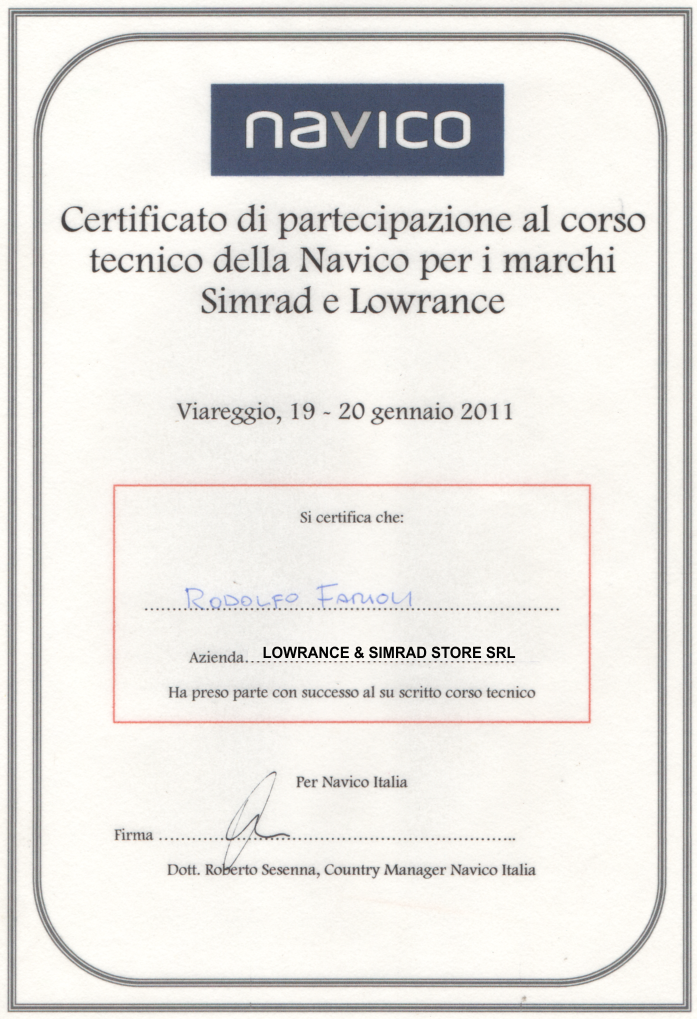 navico
Certificato di partecipazione al corso
tecnico della Navico per i marchi
Simrad e Lowrance
Viareggio, 19 - 20 gennaio 2011
Si certifica che:
RODOLFO
Azienda LOWRANCE & SIMRAD STORE SRL
Ha preso parte con successo al su scritto corso tecnico
Per Navico Italia
Firma
Dott. Roberto Sesenna, Country Manager Navico Italia